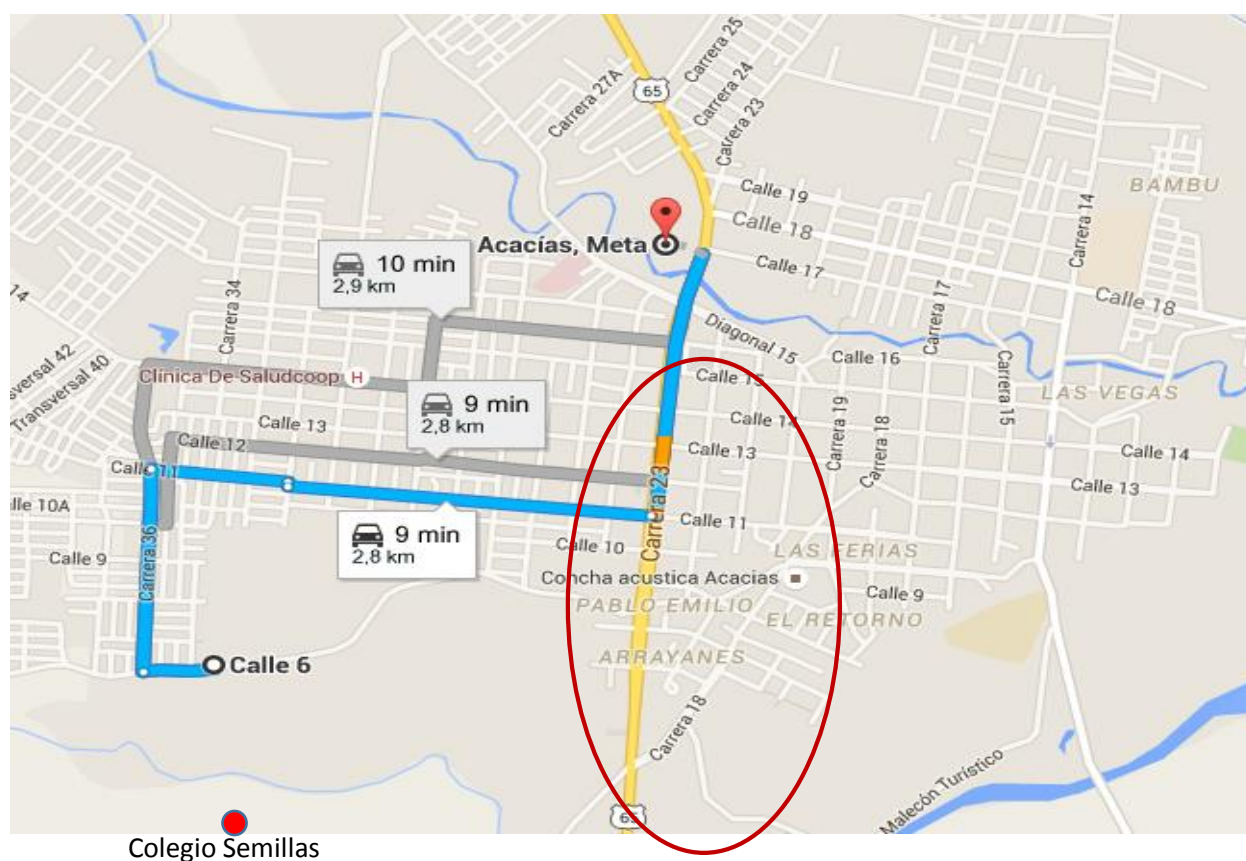 Carrera 25
Carrera 24
Carrera 23
Carrera 27A
65
Carrera 14
BAMBU
Calle 19
Calle 18
Calle 17
Acacías, Meta
10 min
2,9 km
Carrera 34
14
Carrera 17
Calle 18
Diagonal 15
Calle 16
Carrera 15
LAS VEGAS
Transversal 40
Clínica De Saludcoop H
Calle 15
9 min
2,8 km
Carrera 19
Carrera 18
Calle 14
Calle 13
Calle 12
Calle 13
Calle 14
Calle 11
Carrera 23
Calle 13
lle 10A
9 min
2,8 km
Calle 11
Calle 10
LAS FERIAS
Calle 9
Carrera 36
Concha acustica Acacias
Calle 9
PABLO EMILIO
EL RETORNO
ARRAYANES
Calle 6
Carrera 18
Malecón Turístico
65
Colegio Semillas